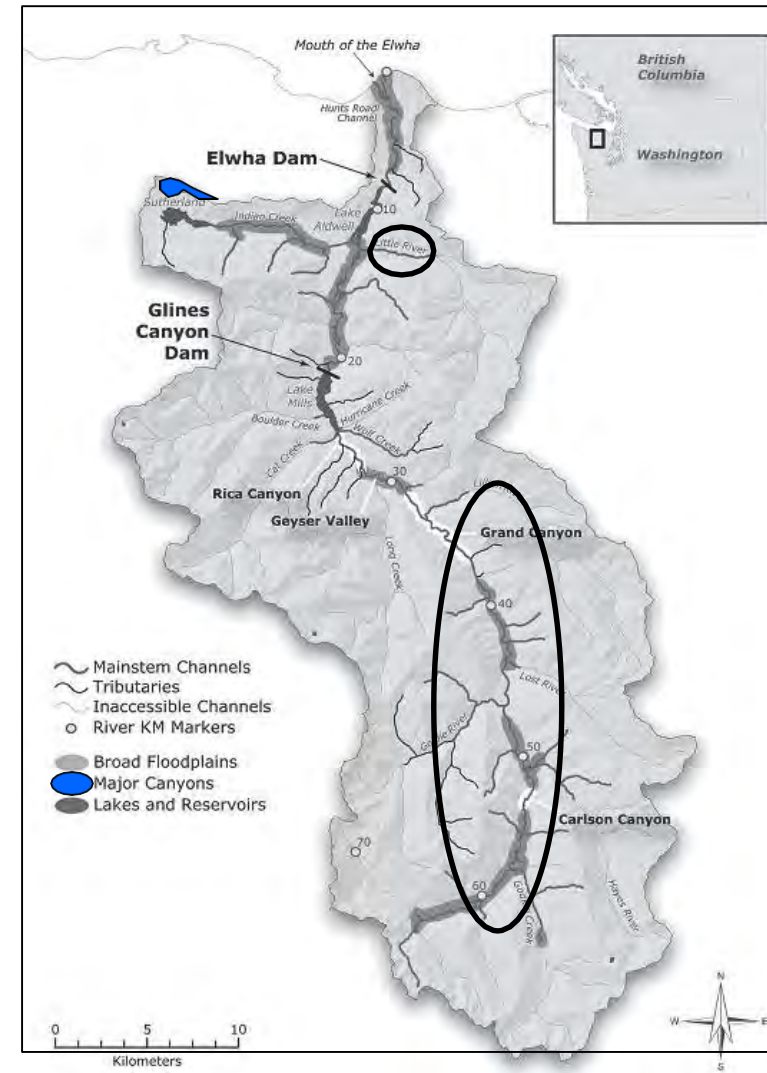 Mouth of the Elwha
Hunts Road
Channel
British
Columbia
Washington
Elwha Dam
10
Sutherland
Indian Creek
Lake
Aldwell
Little River
Glines
Canyon
Dam
20
Lake
Mills
Hurricane Creek
Boulder Creek
Wolf Creek
Cat Creek
30
Rica Canyon
Geyser Valley
Grand Canyon
Long Creek
40
Mainstem Channels
Tributaries
Inaccessible Channels
River KM Markers
Lost River
Goldie River
50
Broad Floodplains
Major Canyons
Lakes and Reservoirs
Carlson Canyon
70
60
Hayes River
Creek
N
W
E
S
0 5 10
Kilometers